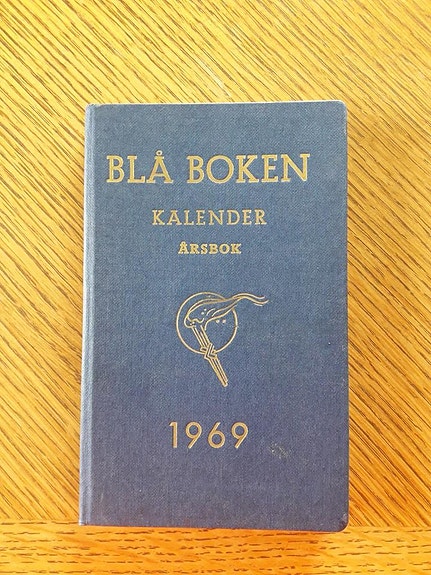 BLÅ BOKEN
KALENDER
ÅRSBOK
1969